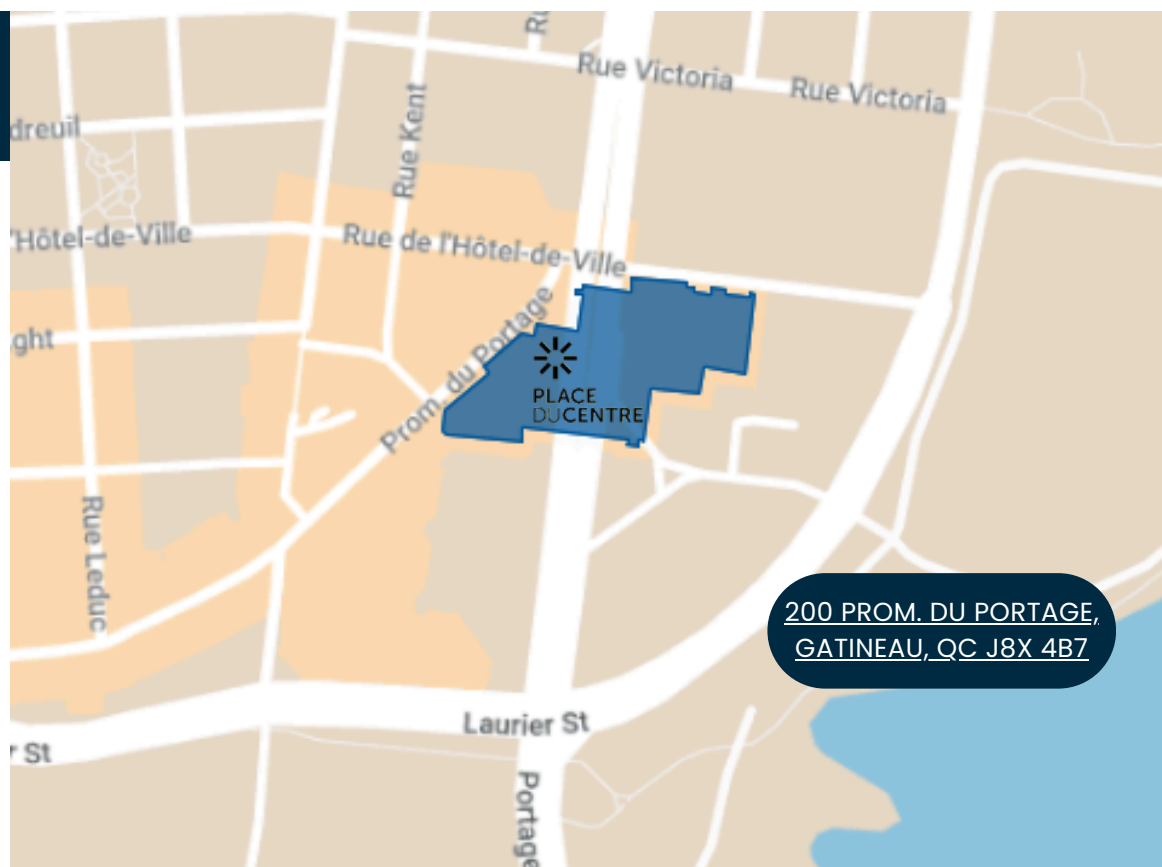 Ru
Rue Victoria
Rue Victoria
dreuil
Rue Kent
'Hôtel-de-Ville
Rue de l'Hôtel-de-Ville
ght
Prom. du Portage
PLACE
DUCENTRE
Rue Leduc
200 PROM. DU PORTAGE,
GATINEAU, QC J8X 4B7
Laurier St
r St
Portage